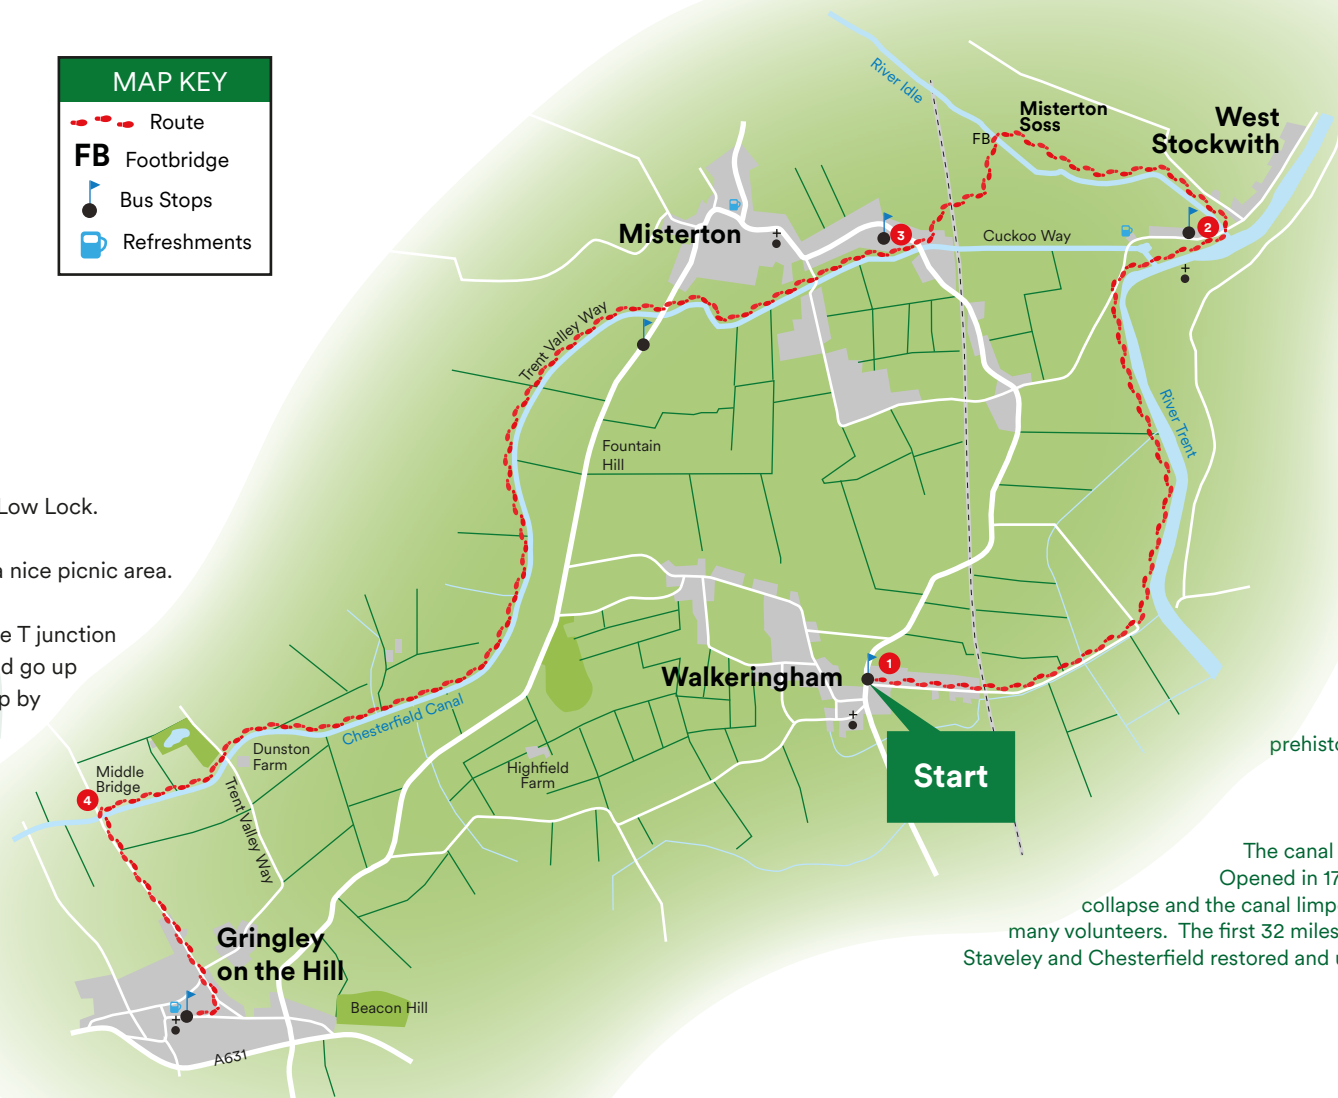 MAP KEY
Route
FB Footbridge
Bus Stops
Refreshments
River Idle
FB
Misterton
Soss
West
Stockwith
2
Misterton
3
Cuckoo Way
Trent Valley Way
River Trent
Fountain
Hill
Low Lock.
a nice picnic area.
e T junction
d go up
p by
Walkeringham
1
Start
Chesterfield Canal
Dunston
Farm
Highfield
Farm
Middle
Bridge
4
Trent Valley Way
Gringley
on the Hill
Beacon Hill
A631
prehisto
The canal
Opened in 17
collapse and the canal limp
many volunteers. The first 32 miles
Staveley and Chesterfield restored and u